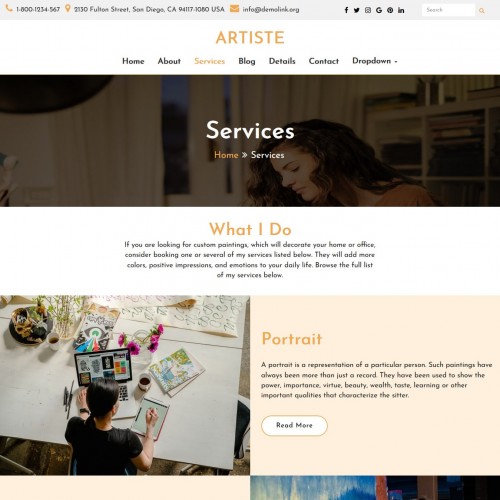 1-800-1234-567 2130 Fulton Street, San Diego, CA 94117-1080 USA info@demolink.org Search
ARTISTE
Home About Services Blog Details Contact Dropdown
Services
Home » Services
What I Do
If you are looking for custom paintings, which will decorate your home or office,
consider booking one or several of my services listed below. They will add more
colors, positive impressions, and emotions to your daily life. Browse the full list
of my services below.
Portrait
A portrait is a representation of a particular person. Such paintings have
always been more than just a record. They have been used to show the
power, importance, virtue, beauty, wealth, taste, learning or other
important qualities that characterize the sitter.
Read More